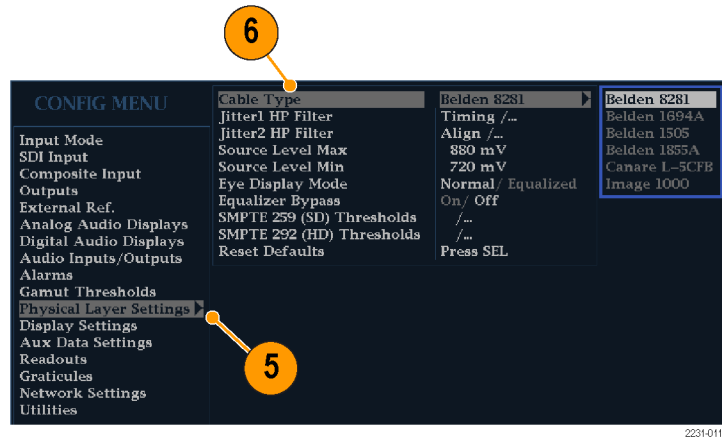 6
CONFIG MENU
Input Mode
SDI Input
Composite Input
Outputs
External Ref.
Analog Audio Displays
Digital Audio Displays
Audio Inputs/Outputs
Alarms
Gamut Thresholds
Physical Layer Settings
Display Settings
Aux Data Settings
Readouts
Graticules
Network Settings
Utilities
Cable Type Belden 8281
Jitter1 HP Filter Timing /...
Jitter2 HP Filter Align /...
Source Level Max 880 mV
Source Level Min 720 mV
Eye Display Mode Normal/ Equalized
Equalizer Bypass On/ Off
SMPTE 259 (SD) Thresholds /...
SMPTE 292 (HD) Thresholds /...
Reset Defaults Press SEL
Belden 8281
Belden 1694A
Belden 1505
Belden 1855A
Canare L-5CFB
Image 1000
5
2231-011